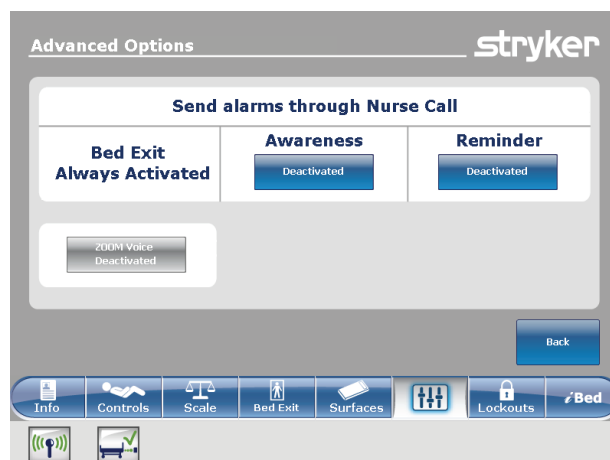 Advanced Options
stryker
Send alarms through Nurse Call
Bed Exit
Always Activated
Awareness
Deactivated
Reminder
Deactivated
200M Voice
Deactivated
Back
Info
Controls
Scale
Bed Exit
Surfaces
Lockouts
iBed